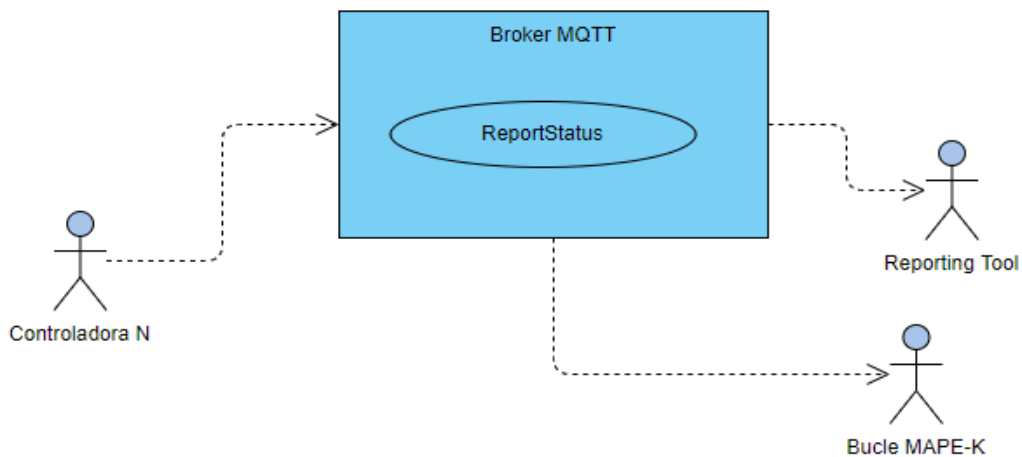 Broker MQTT
ReportStatus
Reporting Tool
Controladora N
Bucle MAPE-K